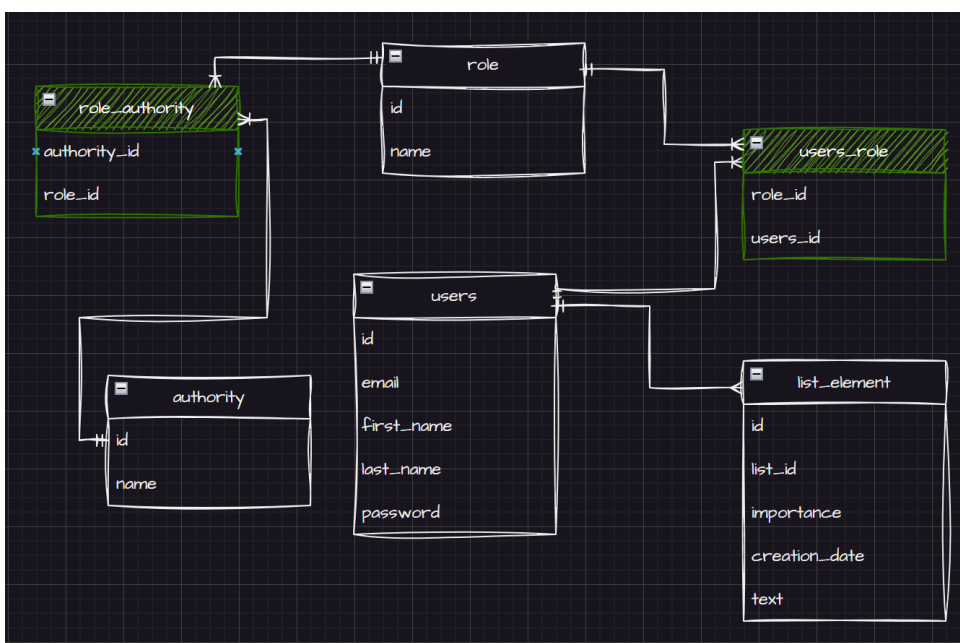 role
id
name
role_authority
authority_id
role_id
users_role
role_id
users_id
users
id
email
first_name
last_name
password
authority
id
name
list_element
id
list_id
importance
creation_date
text